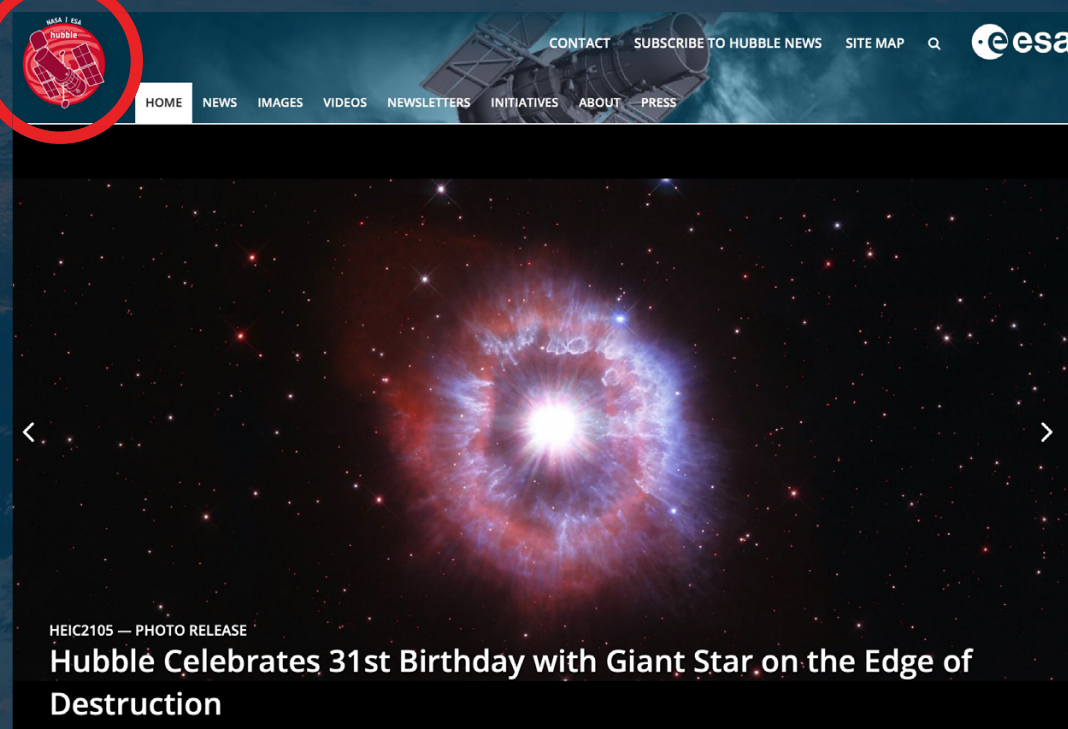 NASA | ESA
hubble
CONTACT SUBSCRIBE TO HUBBLE NEWS SITE MAP
esa
HOME NEWS IMAGES VIDEOS NEWSLETTERS INITIATIVES ABOUT PRESS
HEIC2105 — PHOTO RELEASE
Hubble Celebrates 31st Birthday with Giant Star on the Edge of
Destruction